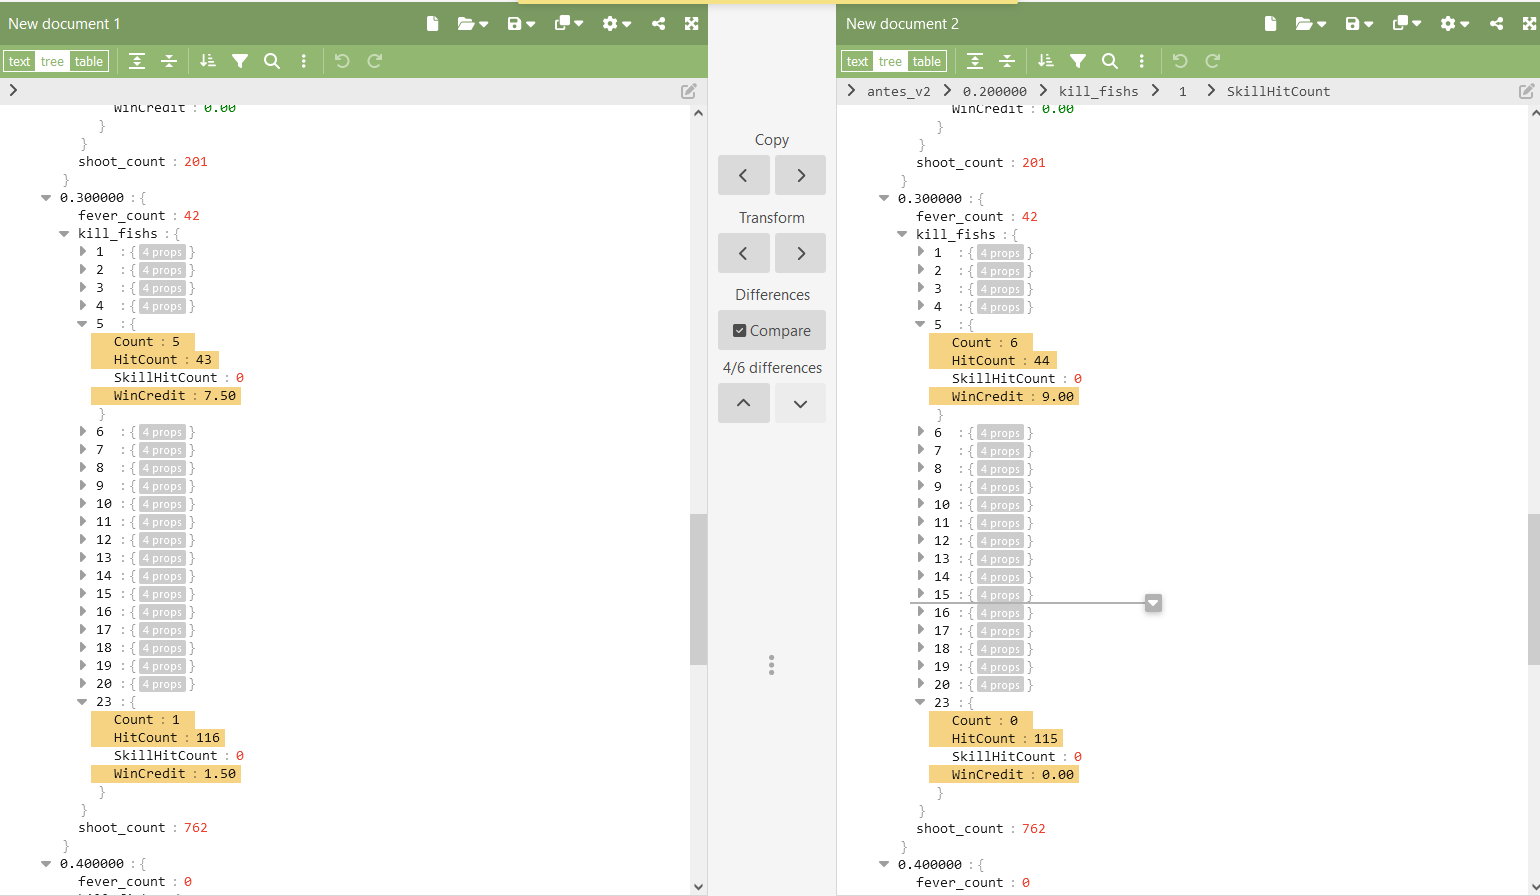 New document 1
text tree table
WinCredit : 0.00
}
}
shoot_count : 201
}
0.300000 : {
fever_count : 42
kill_fishs : {
1 : { 4 props }
2 : { 4 props }
3 : { 4 props }
4 : { 4 props }
5 : {
Count : 5
HitCount : 43
SkillHitCount : 0
WinCredit : 7.50
}
6 : { 4 props }
7 : { 4 props }
8 : { 4 props }
9 : { 4 props }
10 : { 4 props }
11 : { 4 props }
12 : { 4 props }
13 : { 4 props }
14 : { 4 props }
15 : { 4 props }
16 : { 4 props }
17 : { 4 props }
18 : { 4 props }
19 : { 4 props }
20 : { 4 props }
23 : {
Count : 1
HitCount : 116
SkillHitCount : 0
WinCredit : 1.50
}
}
shoot_count : 762
}
0.400000 : {
fever_count : 0
Copy
Transform
Differences
Compare
4/6 differences
New document 2
text tree table
antes_v2 > 0.200000 > kill_fishs > 1 > SkillHitCount
WinCredit : 0.00
}
}
shoot_count : 201
}
0.300000 : {
fever_count : 42
kill_fishs : {
1 : { 4 props }
2 : { 4 props }
3 : { 4 props }
4 : { 4 props }
5 : {
Count : 6
HitCount : 44
SkillHitCount : 0
WinCredit : 9.00
}
6 : { 4 props }
7 : { 4 props }
8 : { 4 props }
9 : { 4 props }
10 : { 4 props }
11 : { 4 props }
12 : { 4 props }
13 : { 4 props }
14 : { 4 props }
15 : { 4 props }
16 : { 4 props }
17 : { 4 props }
18 : { 4 props }
19 : { 4 props }
20 : { 4 props }
23 : {
Count : 0
HitCount : 115
SkillHitCount : 0
WinCredit : 0.00
}
}
shoot_count : 762
}
0.400000 : {
fever_count : 0